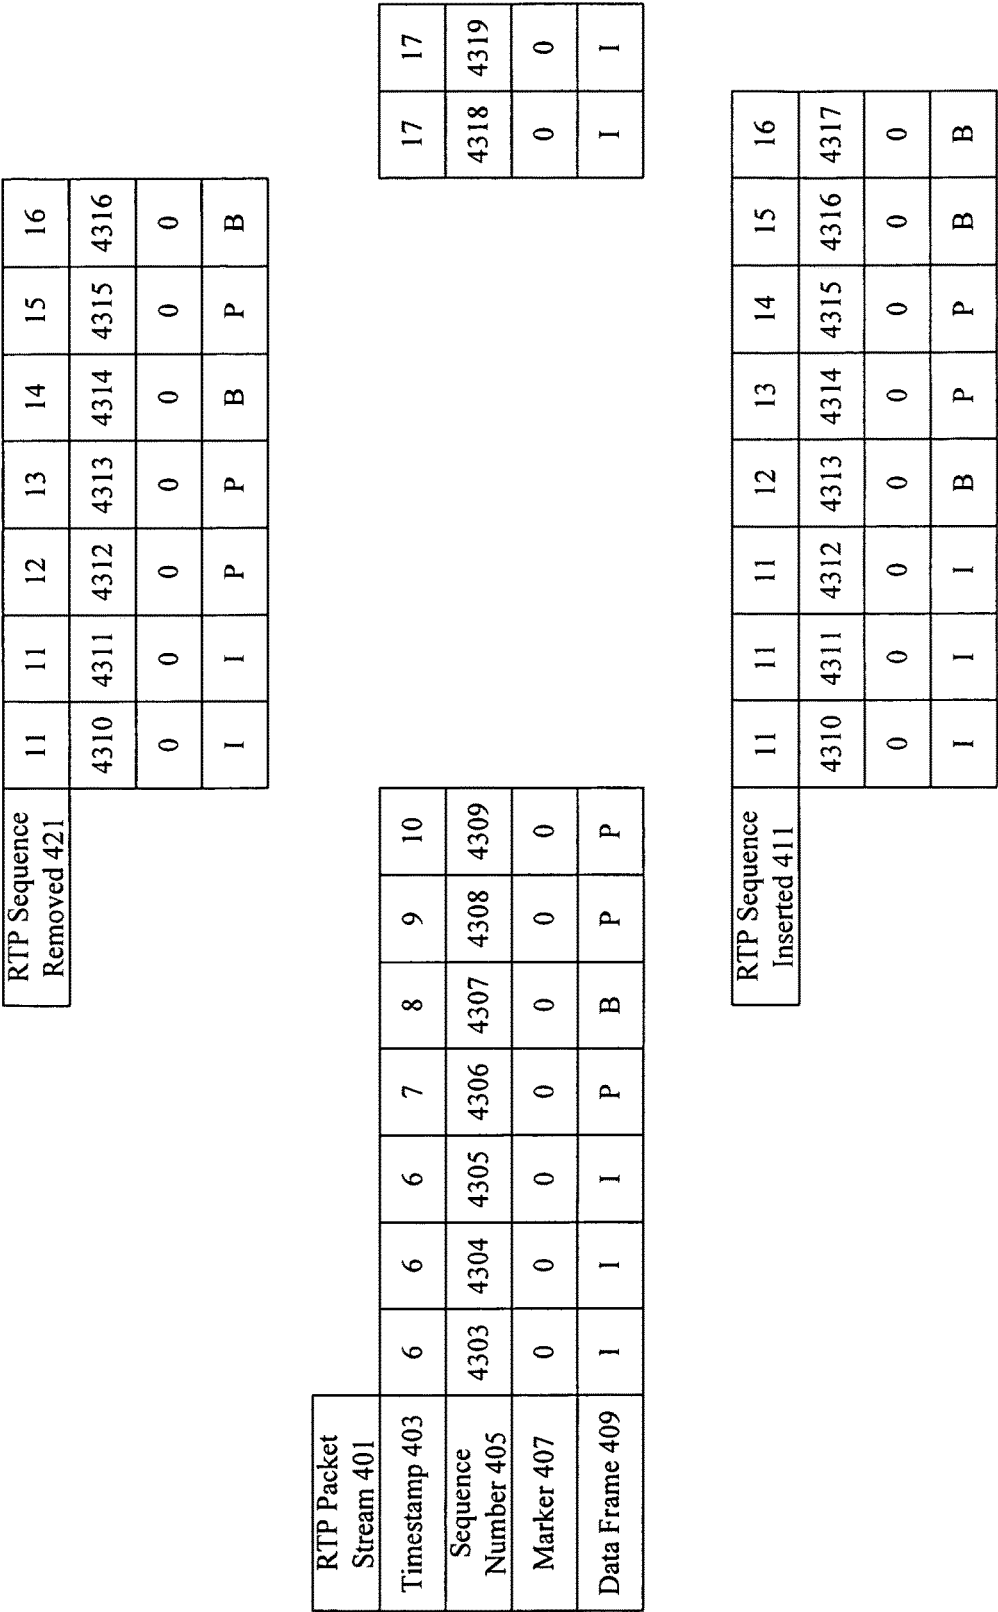 RTP Sequence
Removed 421
11 11 12 13 14 15 16
4310 4311 4312 4313 4314 4315 4316
0 0 0 0 0 0 0
I I P P B P B
RTP Packet
Stream 401
Timestamp 403 6 6 6 7 8 9 10 17 17
Sequence
Number 405 4303 4304 4305 4306 4307 4308 4309 4318 4319
Marker 407 0 0 0 0 0 0 0 0 0
Data Frame 409 I I I P B P P I I
RTP Sequence
Inserted 411
11 11 11 12 13 14 15 16
4310 4311 4312 4313 4314 4315 4316 4317
0 0 0 0 0 0 0 0
I I I B P P B B